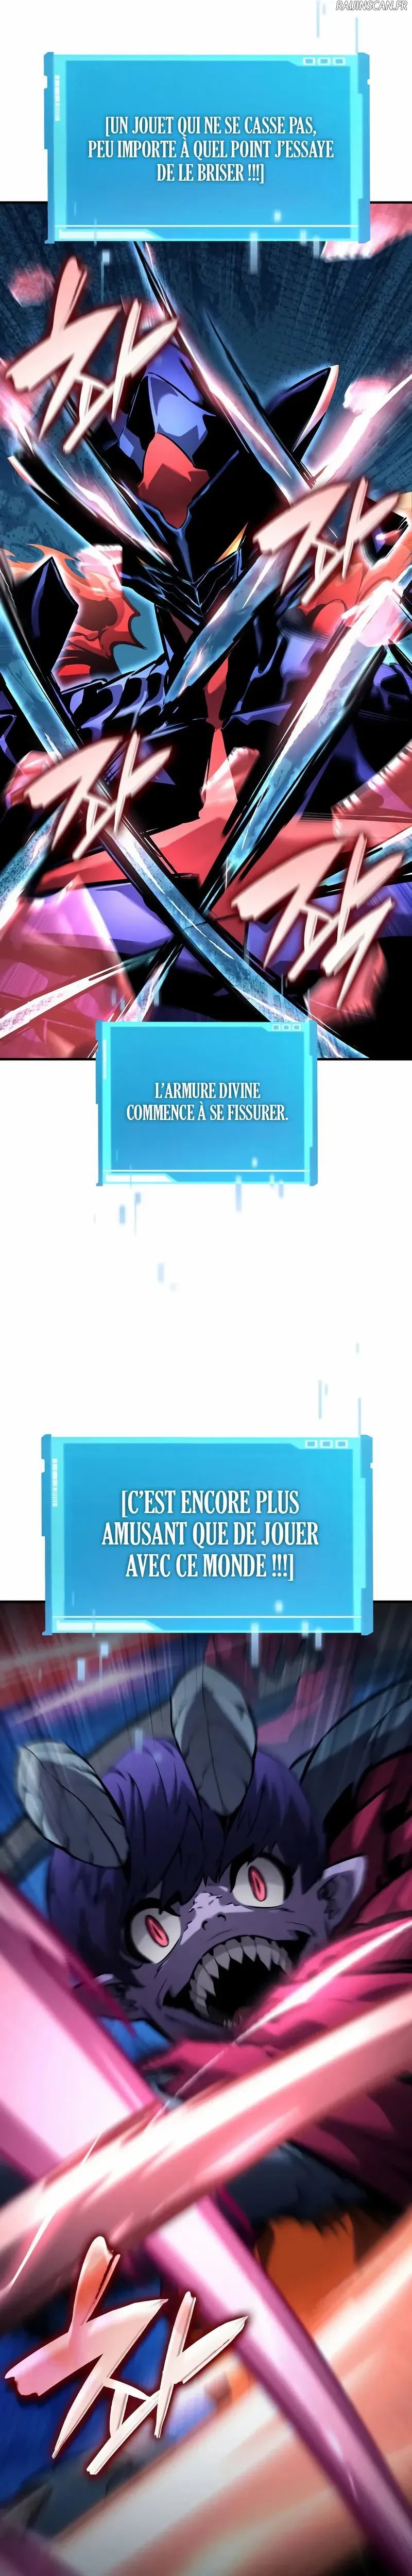 RAIJINSCAN.FR
[UN JOUET QUI NE SE CASSE PAS,
PEU IMPORTE À QUEL POINT J'ESSAYE
DE LE BRISER !!!]
L'ARMURE DIVINE
COMMENCE À SE FISSURER.
[C'EST ENCORE PLUS
AMUSANT QUE DE JOUER
AVEC CE MONDE !!!]